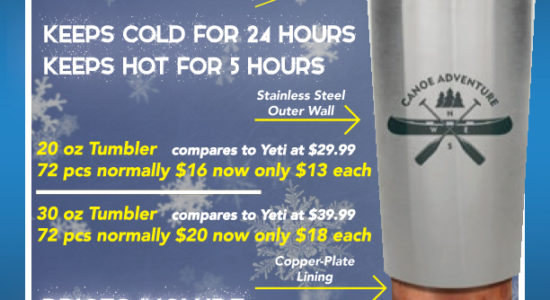 KEEPS COLD FOR 24 HOURS
KEEPS HOT FOR 5 HOURS
Stainless Steel
Outer Wall
CANOE ADVENTURE
N
W E
S
20 oz Tumbler compares to Yeti at $29.99
72 pcs normally $16 now only $13 each
30 oz Tumbler compares to Yeti at $39.99
72 pcs normally $20 now only $18 each
Copper-Plate
Lining